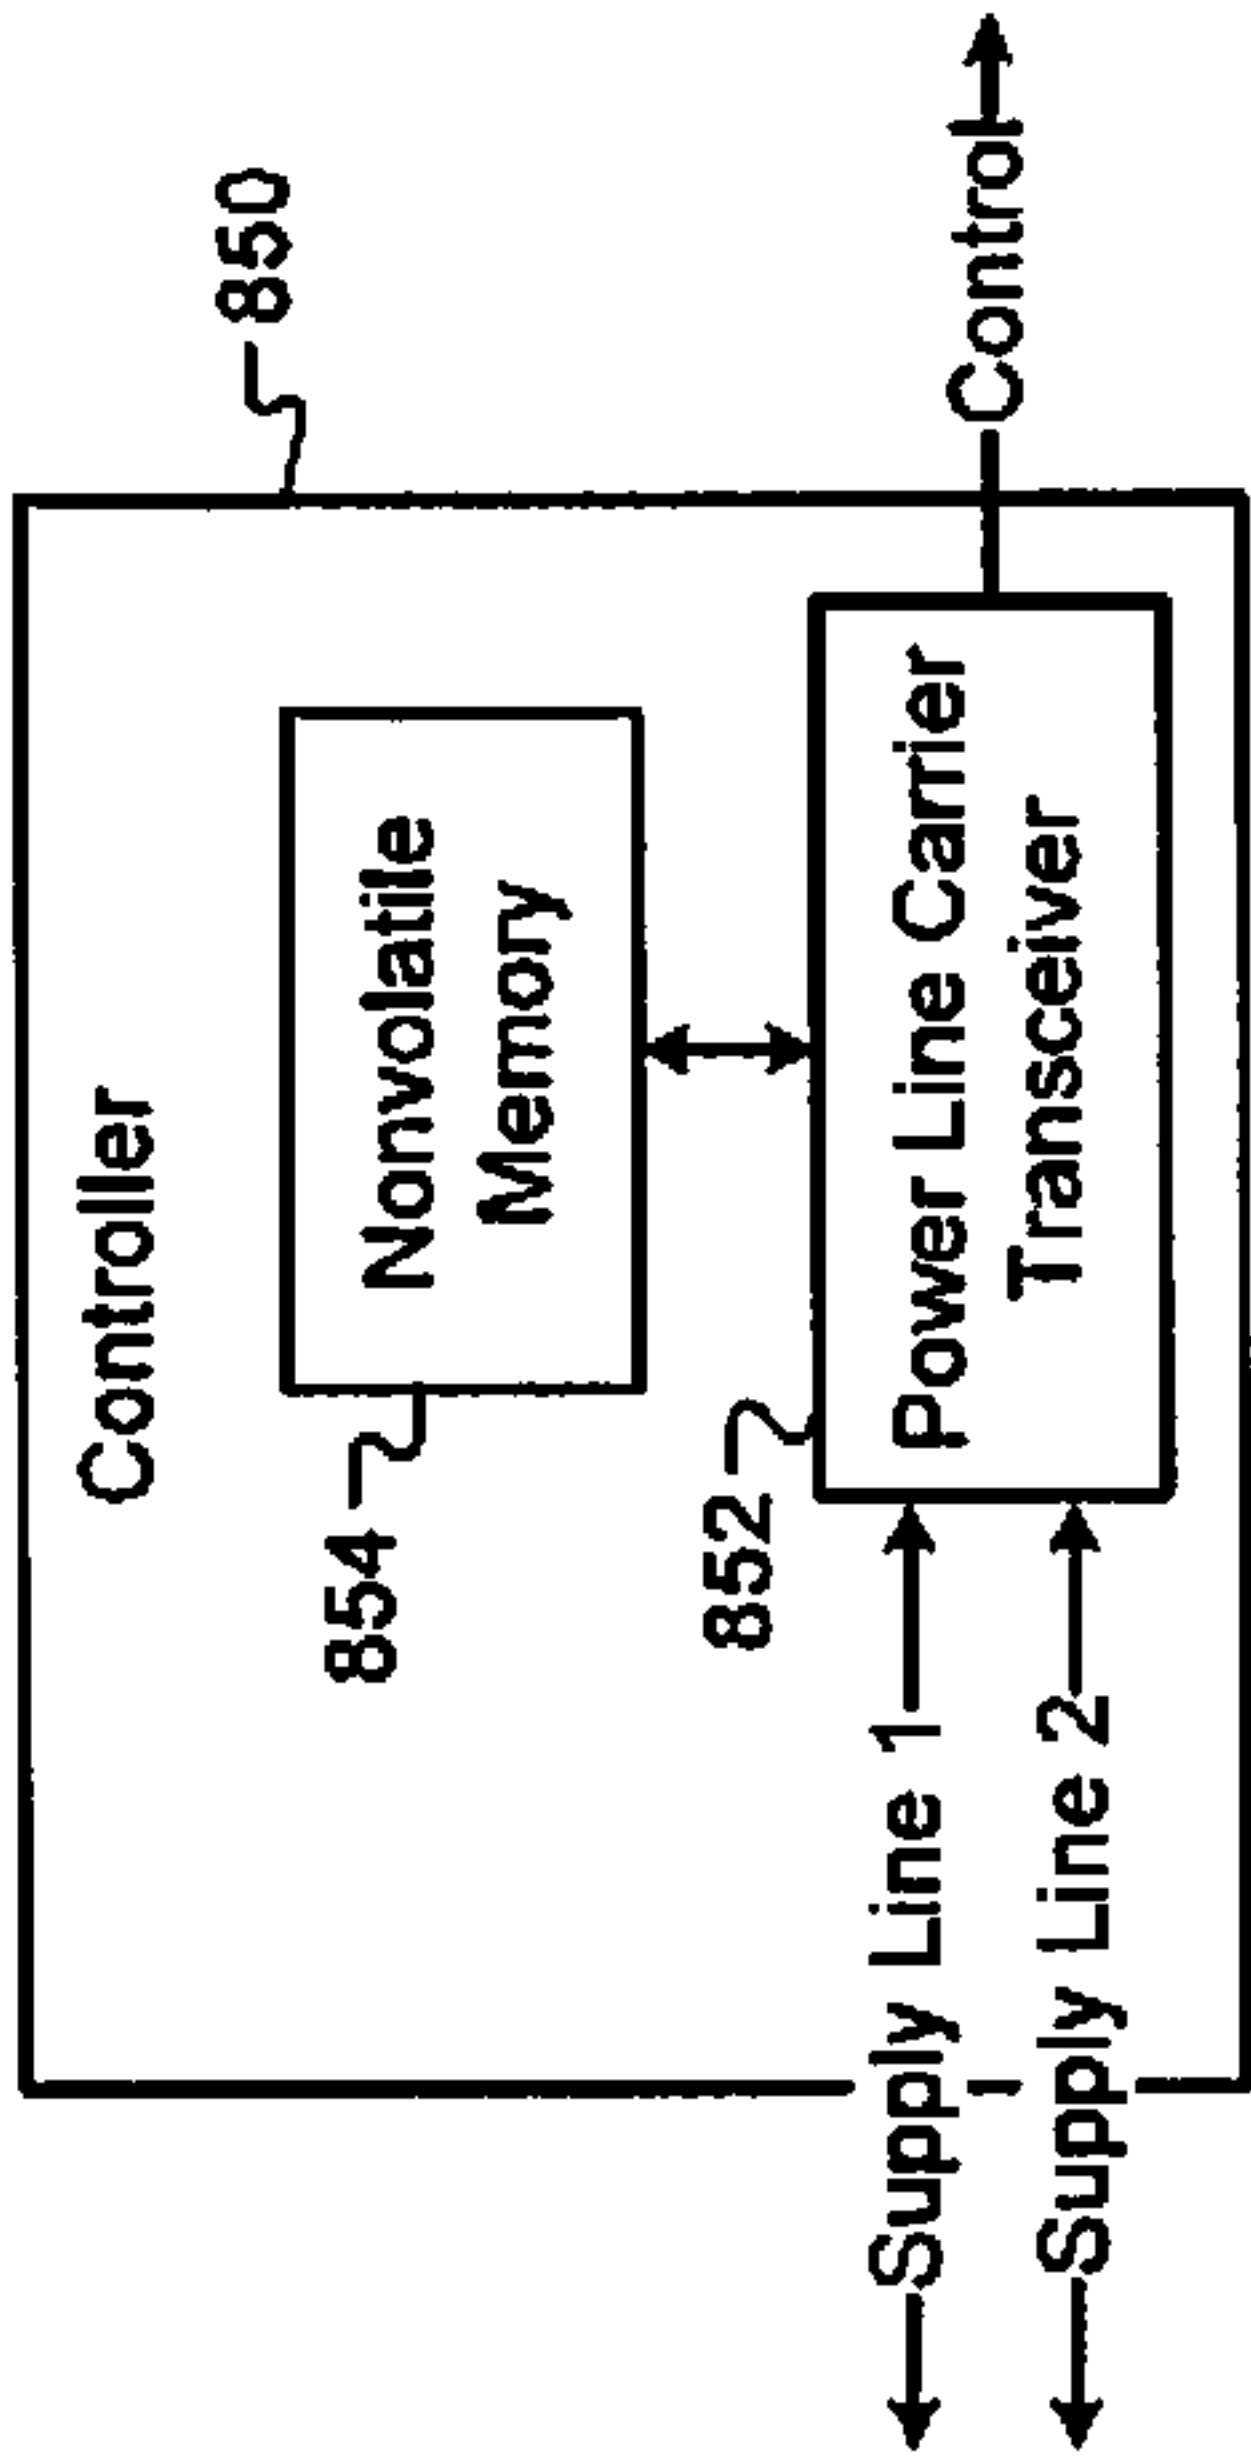 Controller
850
Nonvolatile
Memory
854
852
Power Line Carrier
Transceiver
Supply Line 1
Supply Line 2
Control